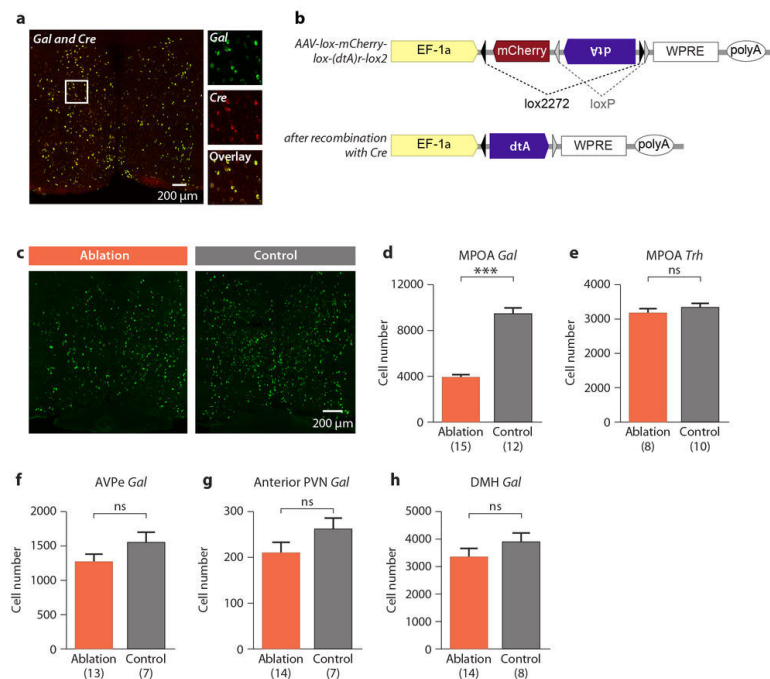 a
Gal and Cre
Gal
Cre
Overlay
200 µm
b
AAV-lox-mCherry-
lox-(dtA)r-lox2
EF-1a
mCherry
dtA
WPRE
polyA
lox2272
loxP
after recombination
with Cre
EF-1a
dtA
WPRE
polyA
c
Ablation
Control
200 µm
d
MPOA Gal
***
12000
8000
4000
0
Cell number
Ablation
(15)
Control
(12)
e
MPOA Trh
ns
3000
3000
2000
1000
0
Cell number
Ablation
(8)
Control
(10)
f
AVPe Gal
ns
2000
1500
1000
500
0
Cell number
Ablation
(13)
Control
(7)
g
Anterior PVN Gal
ns
300
200
100
0
Cell number
Ablation
(14)
Control
(7)
h
DMH Gal
ns
5000
4000
3000
2000
1000
0
Cell number
Ablation
(14)
Control
(8)